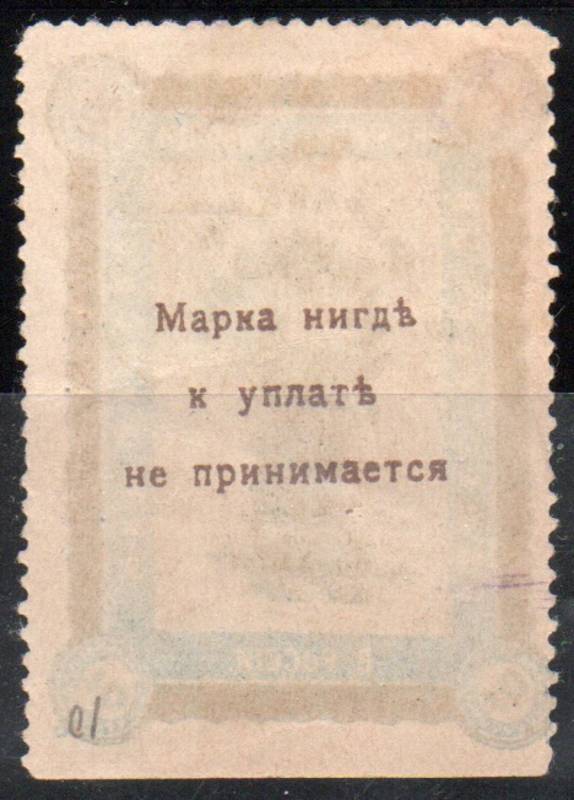 Марка нигдѣ
к уплатѣ
не принимается